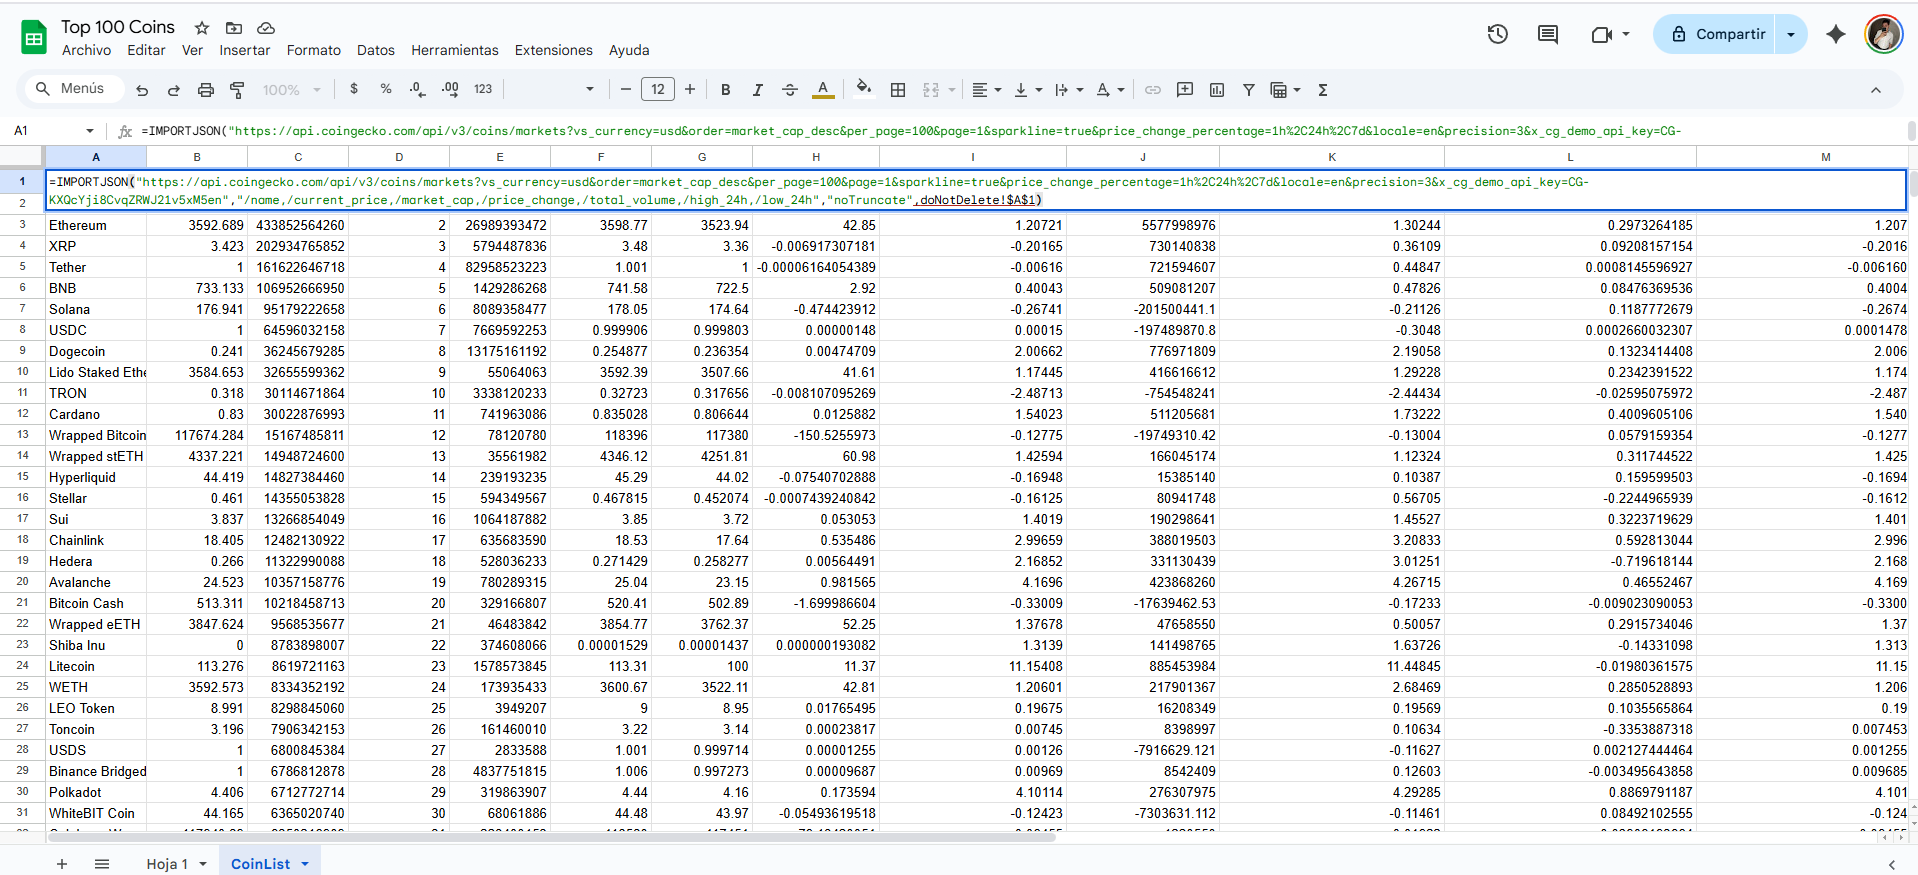 Top 100 Coins
Archivo Editar Ver Insertar Formato Datos Herramientas Extensiones Ayuda
Compartir
Menús 100% $ % .0 .00 123 12 B I A
A1 fx =IMPORTJSON("https://api.coingecko.com/api/v3/coins/markets?vs_currency=usd&order=market_cap_desc&per_page=100&page=1&sparkline=true&price_change_percentage=1h%2C24h%2C7d&locale=en&precision=3&x_cg_demo_api_key=CG-
A B C D E F G H I J K L M
1 =IMPORTJSON("https://api.coingecko.com/api/v3/coins/markets?vs_currency=usd&order=market_cap_desc&per_page=100&page=1&sparkline=true&price_change_percentage=1h%2C24h%2C7d&locale=en&precision=3&x_cg_demo_api_key=CG-
2 KXQcYji8CvqZRWJ21v5xM5en","/name,/current_price,/market_cap,/price_change,/total_volume,/high_24h,/low_24h","noTruncate",doNotDelete!$A$1)
3 Ethereum 3592.689 433852564260 2 26989393472 3598.77 3523.94 42.85 1.20721 5577998976 1.30244 0.2973264185 1.207
4 XRP 3.423 202934765852 3 5794487836 3.48 3.36 -0.006917307181 -0.20165 730140838 0.36109 0.09208157154 -0.2016
5 Tether 1 161622646718 4 82958523223 1.001 1 -0.00006164054389 -0.00616 721594607 0.44847 0.0008145596927 -0.006160
6 BNB 733.133 106952666950 5 1429286268 741.58 722.5 2.92 0.40043 509081207 0.47826 0.08476369536 0.4004
7 Solana 176.941 95179222658 6 8089358477 178.05 174.64 -0.474423912 -0.26741 -201500441.1 -0.21126 0.1187772679 -0.2674
8 USDC 1 64596032158 7 7669592253 0.999906 0.999803 0.00000148 0.00015 -197489870.8 -0.3048 0.0002660032307 0.0001478
9 Dogecoin 0.241 36245679285 8 13175161192 0.254877 0.236354 0.00474709 2.00662 776971809 2.19058 0.1323414408 2.006
10 Lido Staked Ethe 3584.653 32655599362 9 55064063 3592.39 3507.66 41.61 1.17445 416616612 1.29228 0.2342391522 1.174
11 TRON 0.318 30114671864 10 3338120233 0.32723 0.317656 -0.008107095269 -2.48713 -754548241 -2.44434 -0.02595075972 -2.487
12 Cardano 0.83 30022876993 11 741963086 0.835028 0.806644 0.0125882 1.54023 511205681 1.73222 0.4009605106 1.540
13 Wrapped Bitcoin 117674.284 15167485811 12 78120780 118396 117380 -150.5255973 -0.12775 -19749310.42 -0.13004 0.0579159354 -0.1277
14 Wrapped stETH 4337.221 14948724600 13 35561982 4346.12 4251.81 60.98 1.42594 166045174 1.12324 0.311744522 1.425
15 Hyperliquid 44.419 14827384460 14 239193235 45.29 44.02 -0.07540702888 -0.16948 15385140 0.10387 0.159599503 -0.1694
16 Stellar 0.461 14355053828 15 594349567 0.467815 0.452074 -0.0007439240842 -0.16125 80941748 0.56705 -0.2244965939 -0.1612
17 Sui 3.837 13266854049 16 1064187882 3.85 3.72 0.053053 1.4019 190298641 1.45527 0.3223719629 1.401
18 Chainlink 18.405 12482130922 17 635683590 18.53 17.64 0.535486 2.99659 388019503 3.20833 0.592813044 2.996
19 Hedera 0.266 11322990088 18 528036233 0.271429 0.258277 0.00564491 2.16852 331130439 3.01251 -0.719618144 2.168
20 Avalanche 24.523 10357158776 19 780289315 25.04 23.15 0.981565 4.1696 423868260 4.26715 0.46552467 4.169
21 Bitcoin Cash 513.311 10218458713 20 329166807 520.41 502.89 -1.699986604 -0.33009 -17639462.53 -0.17233 -0.009023090053 -0.3300
22 Wrapped eETH 3847.624 9568535677 21 46483842 3854.77 3762.37 52.25 1.37678 47658550 0.50057 0.2915734046 1.37
23 Shiba Inu 0 8783898007 22 374608066 0.00001529 0.00001437 0.000000193082 1.3139 141498765 1.63726 -0.14331098 1.313
24 Litecoin 113.276 8619721163 23 1578573845 113.31 100 11.37 11.15408 885453984 11.44845 -0.01980361575 11.15
25 WETH 3592.573 8334352192 24 173935433 3600.67 3522.11 42.81 1.20601 217901367 2.68469 0.2850528893 1.206
26 LEO Token 8.991 8298845060 25 3949207 9 8.95 0.01765495 0.19675 16208349 0.19569 0.1035565864 0.19
27 Toncoin 3.196 7906342153 26 161460010 3.22 3.14 0.00023817 0.00745 8398997 0.10634 -0.3353887318 0.007453
28 USDS 1 6800845384 27 2833588 1.001 0.999714 0.00001255 0.00126 -7916629.121 -0.11627 0.002127444464 0.001255
29 Binance Bridged 1 6786812878 28 4837751815 1.006 0.997273 0.00009687 0.00969 8542409 0.12603 -0.003495643858 0.009685
30 Polkadot 4.406 6712772714 29 319863907 4.44 4.16 0.173594 4.10114 276307975 4.29285 0.8869791187 4.101
31 WhiteBIT Coin 44.165 6365020740 30 68061886 44.48 43.97 -0.05493619518 -0.12423 -7303631.112 -0.11461 0.08492102555 -0.124
Hoja 1 CoinList